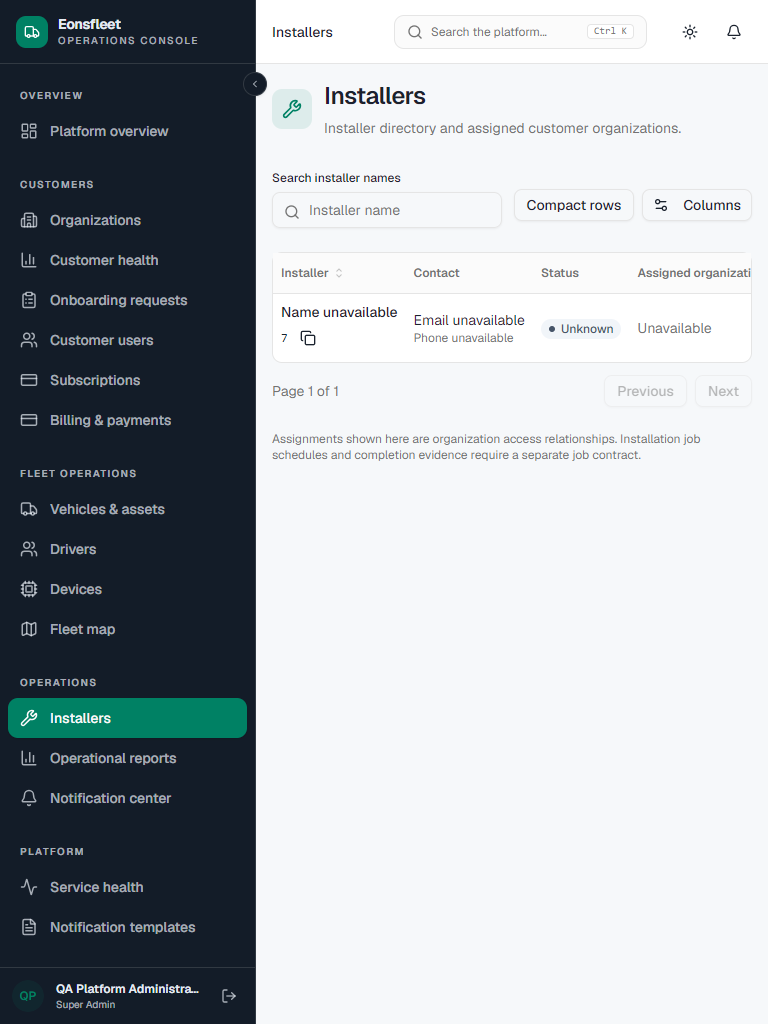 Eonsfleet
OPERATIONS CONSOLE
OVERVIEW
Platform overview
CUSTOMERS
Organizations
Customer health
Onboarding requests
Customer users
Subscriptions
Billing & payments
FLEET OPERATIONS
Vehicles & assets
Drivers
Devices
Fleet map
OPERATIONS
Installers
Operational reports
Notification center
PLATFORM
Service health
Notification templates
QP
QA Platform Administra...
Super Admin
Installers
Search the platform...
Ctrl K
Installers
Installer directory and assigned customer organizations.
Search installer names
Installer name
Compact rows
Columns
Installer Contact Status Assigned organizati
Name unavailable
7
Email unavailable
Phone unavailable
Unknown
Unavailable
Page 1 of 1
Previous
Next
Assignments shown here are organization access relationships. Installation job
schedules and completion evidence require a separate job contract.